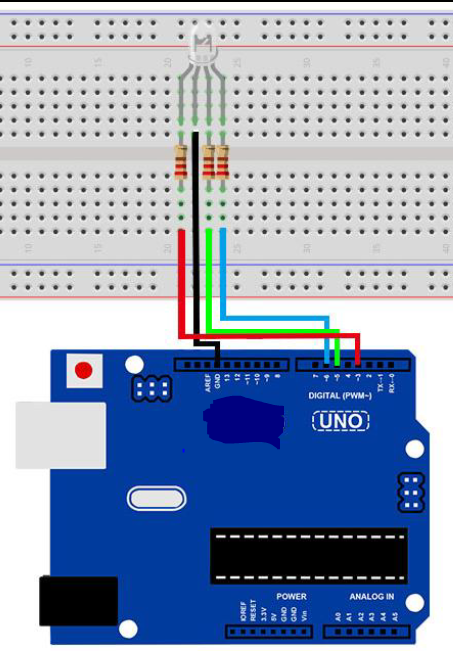 10
15
20
25
30
35
40
10
20
25
30
35
40
AREF
GND
13
12
~11
~10
~9
8
7
~6
~5
4
~3
2
TX→1
RX←0
DIGITAL (PWM~)
UNO
POWER
ANALOG IN
IOREF
RESET
3.3V
5V
GND
GND
Vin
A0
A1
A2
A3
A4
A5